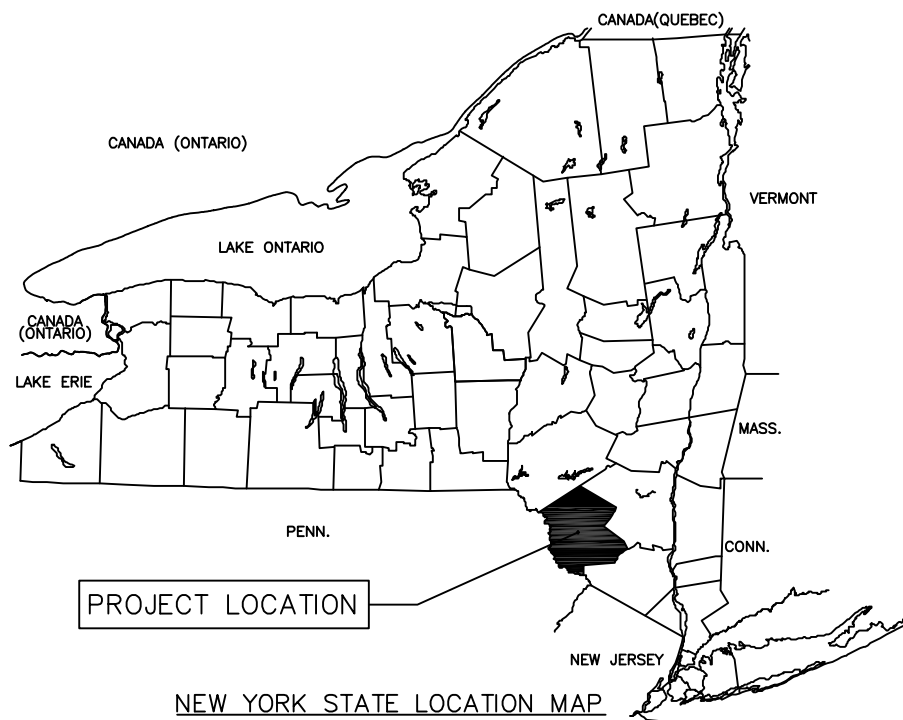 CANADA(QUEBEC)
CANADA (ONTARIO)
VERMONT
LAKE ONTARIO
CANADA
(ONTARIO)
LAKE ERIE
MASS.
PENN.
CONN.
PROJECT LOCATION
NEW JERSEY
NEW YORK STATE LOCATION MAP